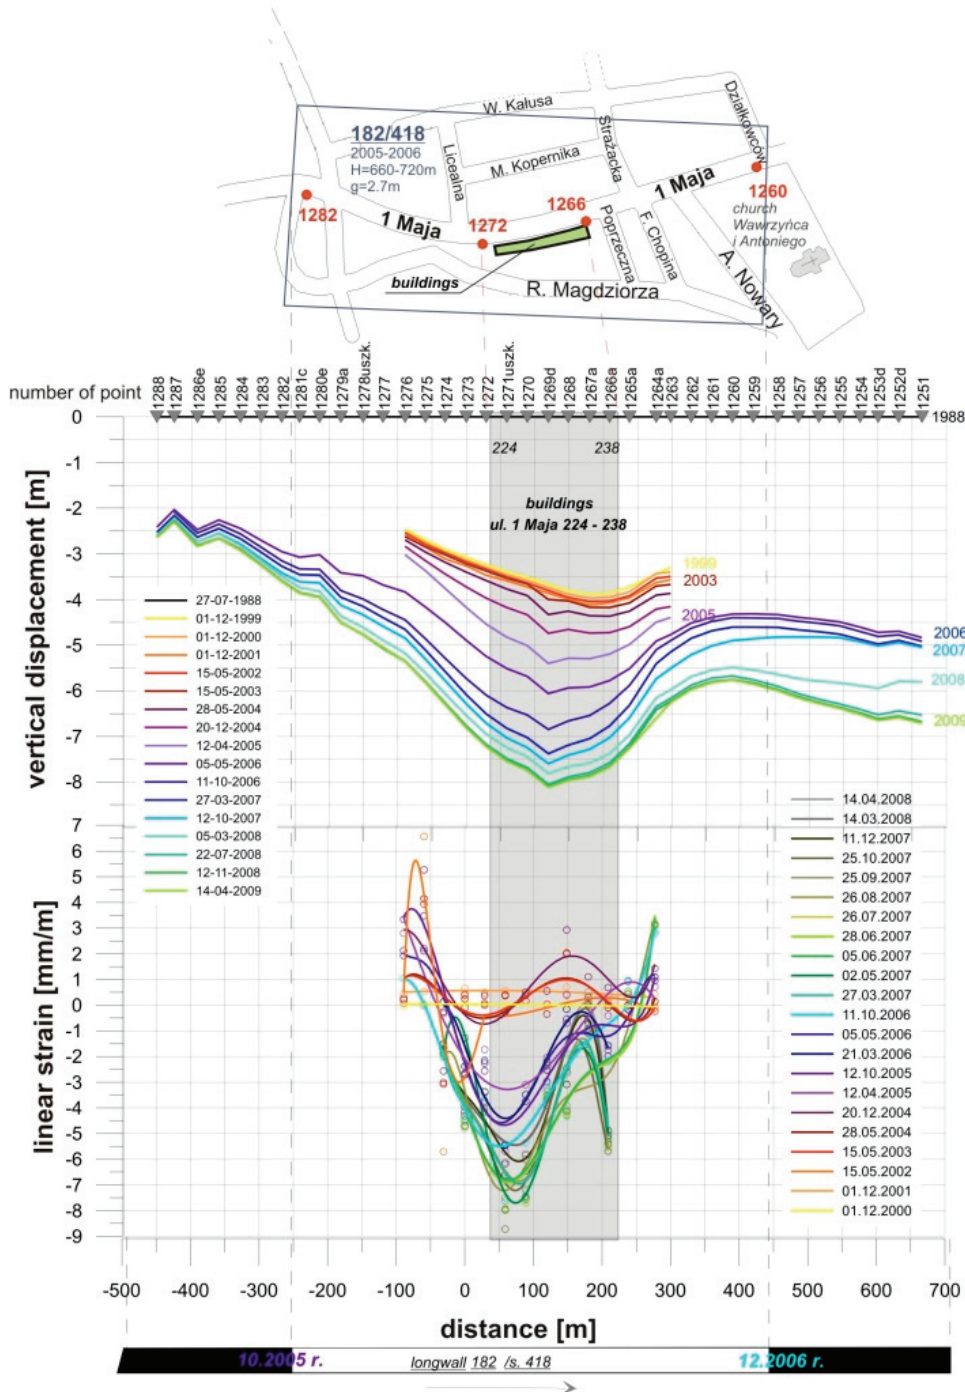 W. Kałusa
Działkowców
182/418
2005-2006
H=660-720m
g=2.7m
Licealna
M. Kopernika
Strażacka
1 Maja
1260
1282
1 Maja
1272
1266
church
Wawrzyńca
i Antoniego
Poprzeczna
F. Chopina
A. Nowary
buildings
R. Magdziorza
number of point
1288
1287
1286e
1285
1284
1283
1282
1281c
1280e
1279a
1278uszk.
1277
1276
1275
1274
1273
1272
1271uszk.
1270
1269d
1268
1267a
1266a
1265a
1264a
1263
1262
1261
1260
1259
1258
1257
1256
1255
1254
1253d
1252d
1251
1988
vertical displacement [m]
0
-1
-2
-3
-4
-5
-6
-7
-8
224
238
buildings
ul. 1 Maja 224 - 238
1999
2003
2005
2006
2007
2008
2009
27-07-1988
01-12-1999
01-12-2000
01-12-2001
15-05-2002
15-05-2003
28-05-2004
20-12-2004
12-04-2005
05-05-2006
11-10-2006
27-03-2007
12-10-2007
05-03-2008
22-07-2008
12-11-2008
14-04-2009
linear strain [mm/m]
7
6
5
4
3
2
1
0
-1
-2
-3
-4
-5
-6
-7
-8
-9
14.04.2008
14.03.2008
11.12.2007
25.10.2007
25.09.2007
26.08.2007
26.07.2007
28.06.2007
05.06.2007
02.05.2007
27.03.2007
11.10.2006
05.05.2006
21.03.2006
12.10.2005
12.04.2005
20.12.2004
28.05.2004
15.05.2003
15.05.2002
01.12.2001
01.12.2000
-500 -400 -300 -200 -100 0 100 200 300 400 500 600 700
distance [m]
10.2005 r.
longwall 182 /s. 418
12.2006 r.